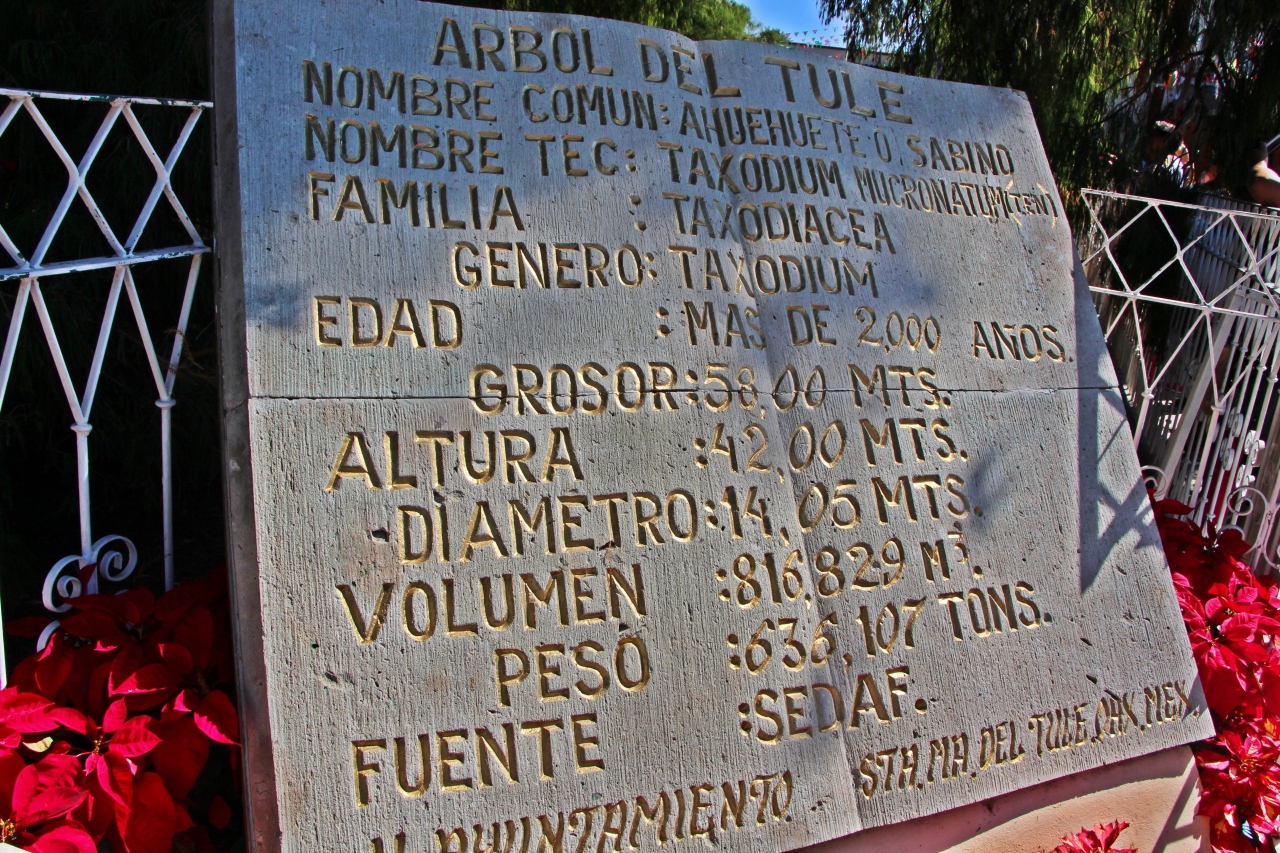 ARBOL DEL TULE
NOMBRE COMUN: AHUEHUETE O. SABINO
NOMBRE TEC: TAXODIUM MUCRONATUM (TEN)
FAMILIA : TAXODIACEA
GENERO: TAXODIUM
EDAD : MAS DE 2,000 AÑOS.
GROSOR: 58,00 MTS.
ALTURA : 42,00 MTS.
DIAMETRO: 14,05 MTS.
VOLUMEN : 816,829 M³.
PESO : 636,107 TONS.
FUENTE : SEDAF.
H. AYUNTAMIENTO. STA. MA. DEL TULE, OAX. MEX.